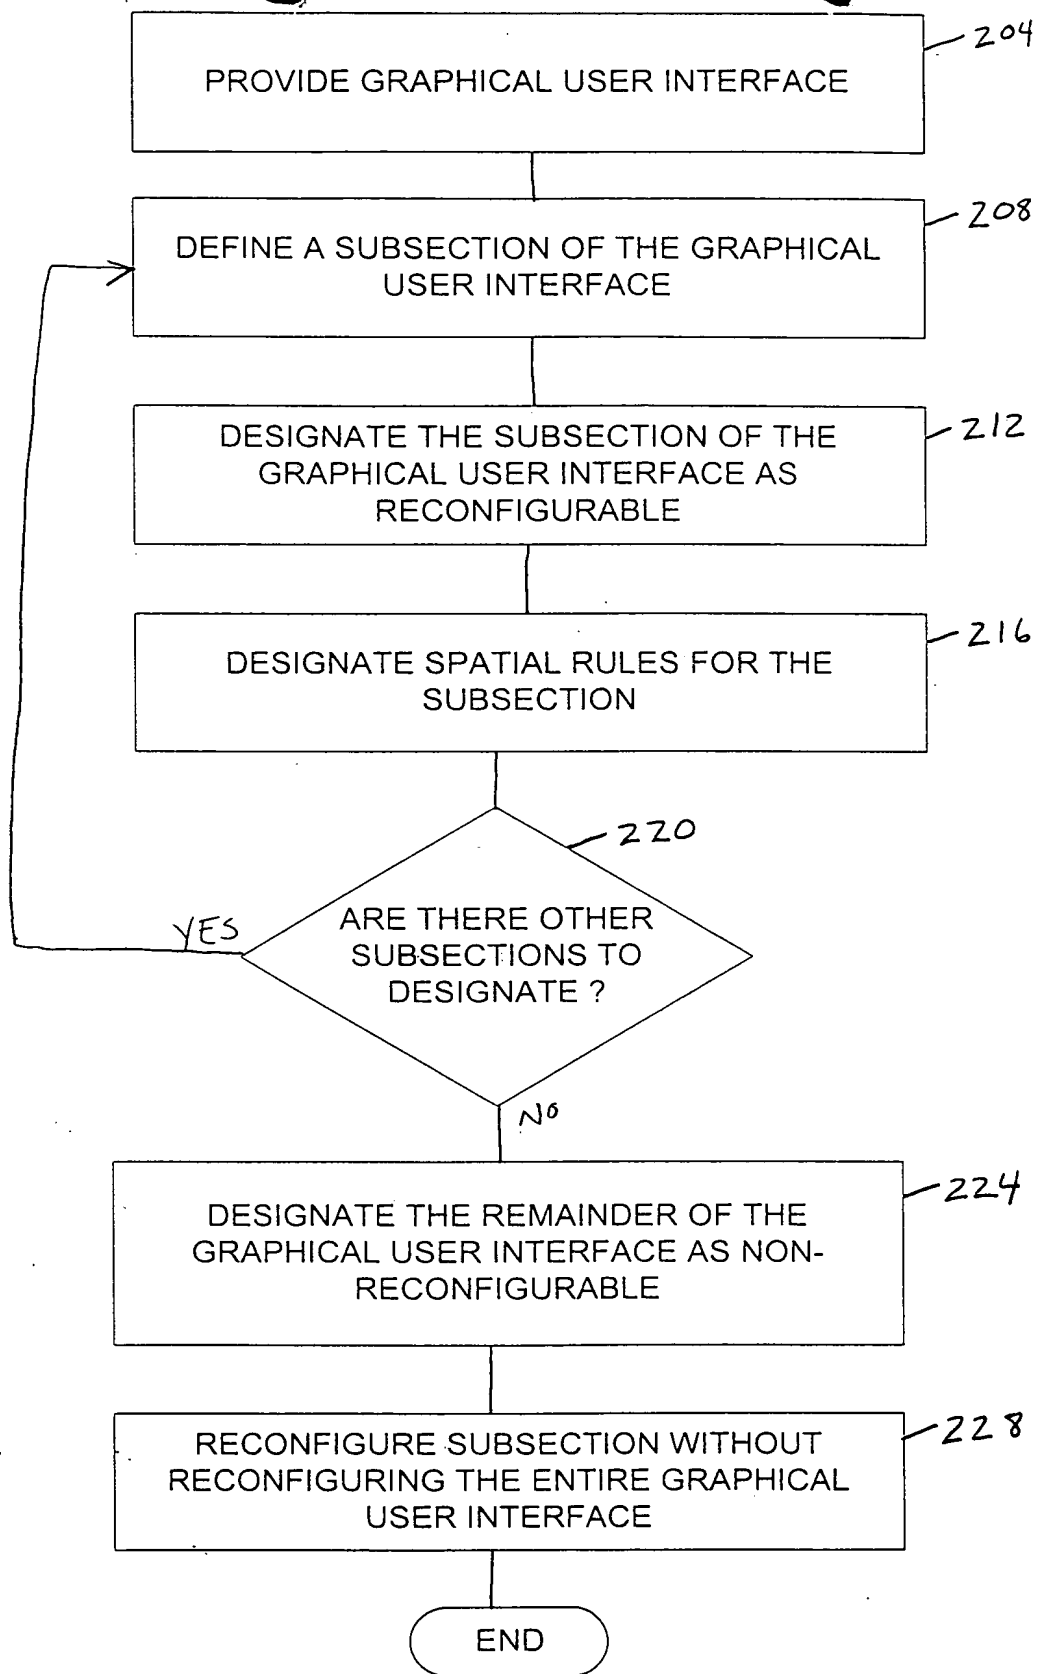 204
PROVIDE GRAPHICAL USER INTERFACE
208
DEFINE A SUBSECTION OF THE GRAPHICAL
USER INTERFACE
212
DESIGNATE THE SUBSECTION OF THE
GRAPHICAL USER INTERFACE AS
RECONFIGURABLE
216
DESIGNATE SPATIAL RULES FOR THE
SUBSECTION
220
YES
ARE THERE OTHER
SUBSECTIONS TO
DESIGNATE ?
NO
224
DESIGNATE THE REMAINDER OF THE
GRAPHICAL USER INTERFACE AS NON-
RECONFIGURABLE
228
RECONFIGURE SUBSECTION WITHOUT
RECONFIGURING THE ENTIRE GRAPHICAL
USER INTERFACE
END